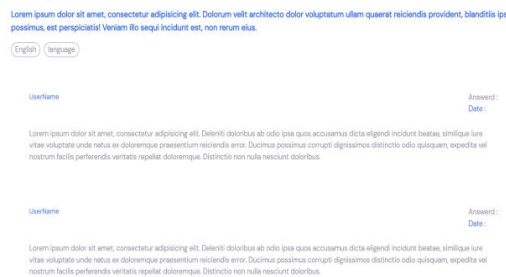 Lorem ipsum dolor sit amet, consectetur adipisicing elit. Dolorum velit architecto dolor voluptatum ullam quaerat reiciendis provident, blanditiis ips
possimus, est perspiciatis! Veniam illo sequi incidunt est, non rerum eius.
English language
UserName Answerd :
Date :
Lorem ipsum dolor sit amet, consectetur adipisicing elit. Deleniti doloribus ab odio ipsa quos accusamus dicta eligendi incidunt beatae, similique iure
vitae voluptate unde natus ex doloremque praesentium reiciendis error. Ducimus possimus corrupti dignissimos distinctio odio quisquam, expedita vel
nostrum facilis perferendis veritatis repellat doloremque. Distinctio non nulla nesciunt doloribus.
UserName Answerd :
Date :
Lorem ipsum dolor sit amet, consectetur adipisicing elit. Deleniti doloribus ab odio ipsa quos accusamus dicta eligendi incidunt beatae, similique iure
vitae voluptate unde natus ex doloremque praesentium reiciendis error. Ducimus possimus corrupti dignissimos distinctio odio quisquam, expedita vel
nostrum facilis perferendis veritatis repellat doloremque. Distinctio non nulla nesciunt doloribus.